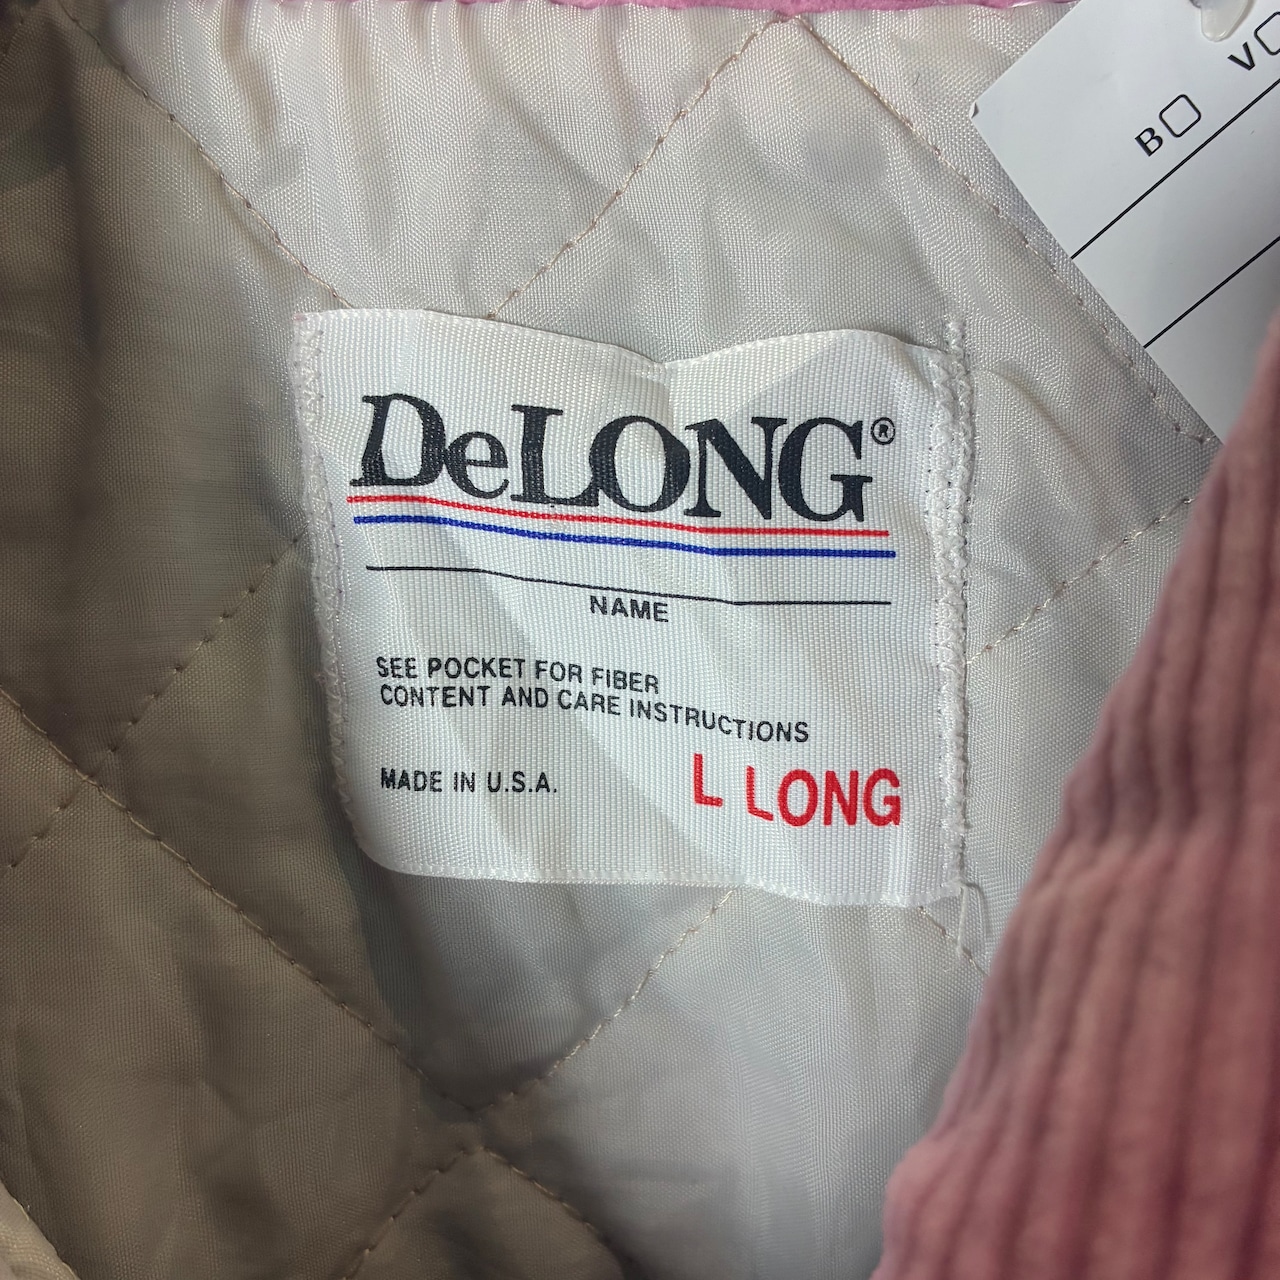 V
B
DeLONG®
NAME
SEE POCKET FOR FIBER
CONTENT AND CARE INSTRUCTIONS
MADE IN U.S.A.
L LONG